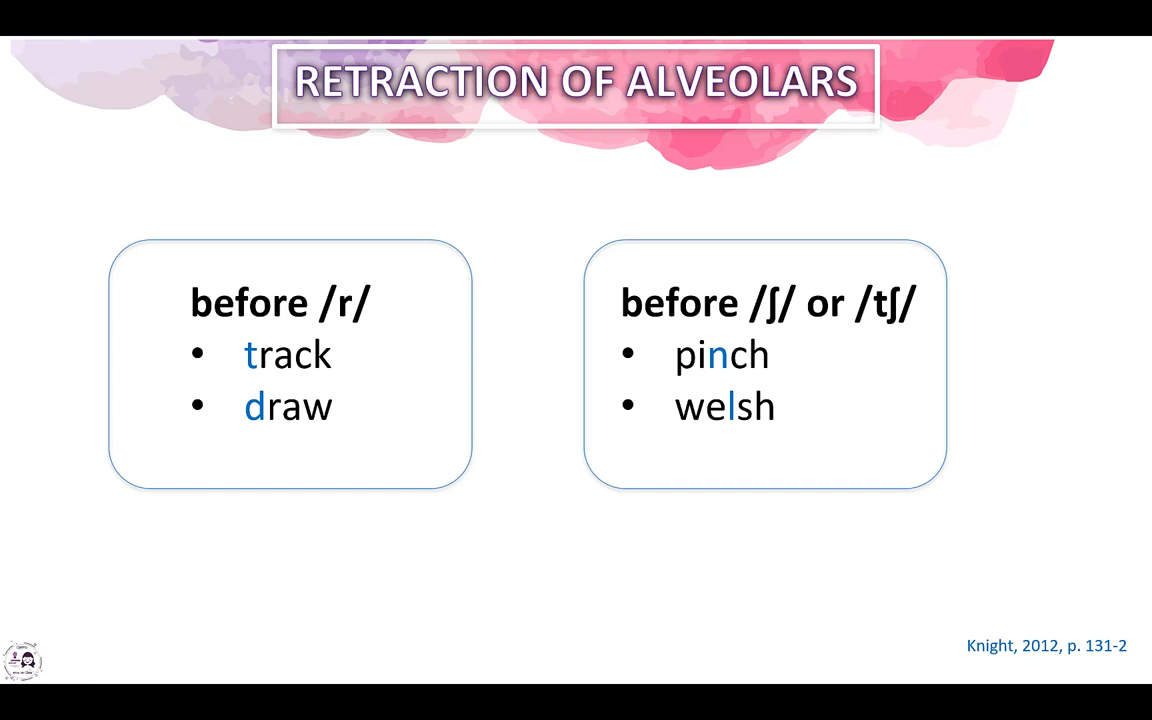 RETRACTION OF ALVEOLARS
before /r/
• track
• draw
before /ʃ/ or /tʃ/
• pinch
• welsh
Knight, 2012, p. 131-2